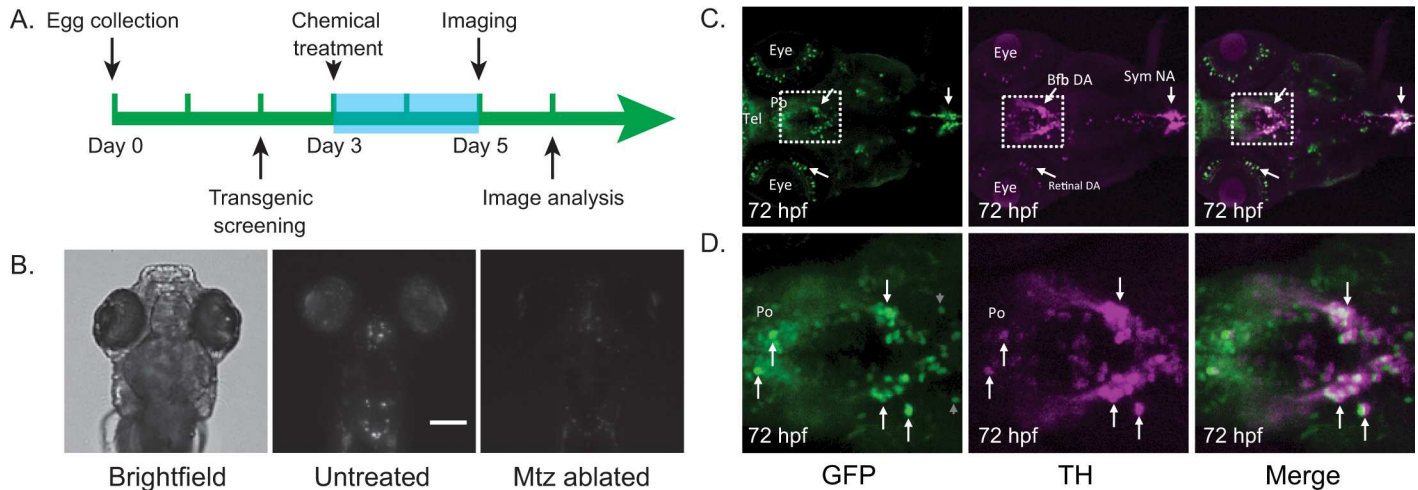 A.
Egg collection
Chemical
treatment
Imaging
Day 0
Day 3
Day 5
Transgenic
screening
Image analysis
B.
Brightfield
Untreated
Mtz ablated
C.
Eye
Po
Tel
Eye
72 hpf
Eye
Bfb DA
Sym NA
Eye
Retinal DA
72 hpf
72 hpf
D.
Po
72 hpf
Po
72 hpf
72 hpf
GFP
TH
Merge